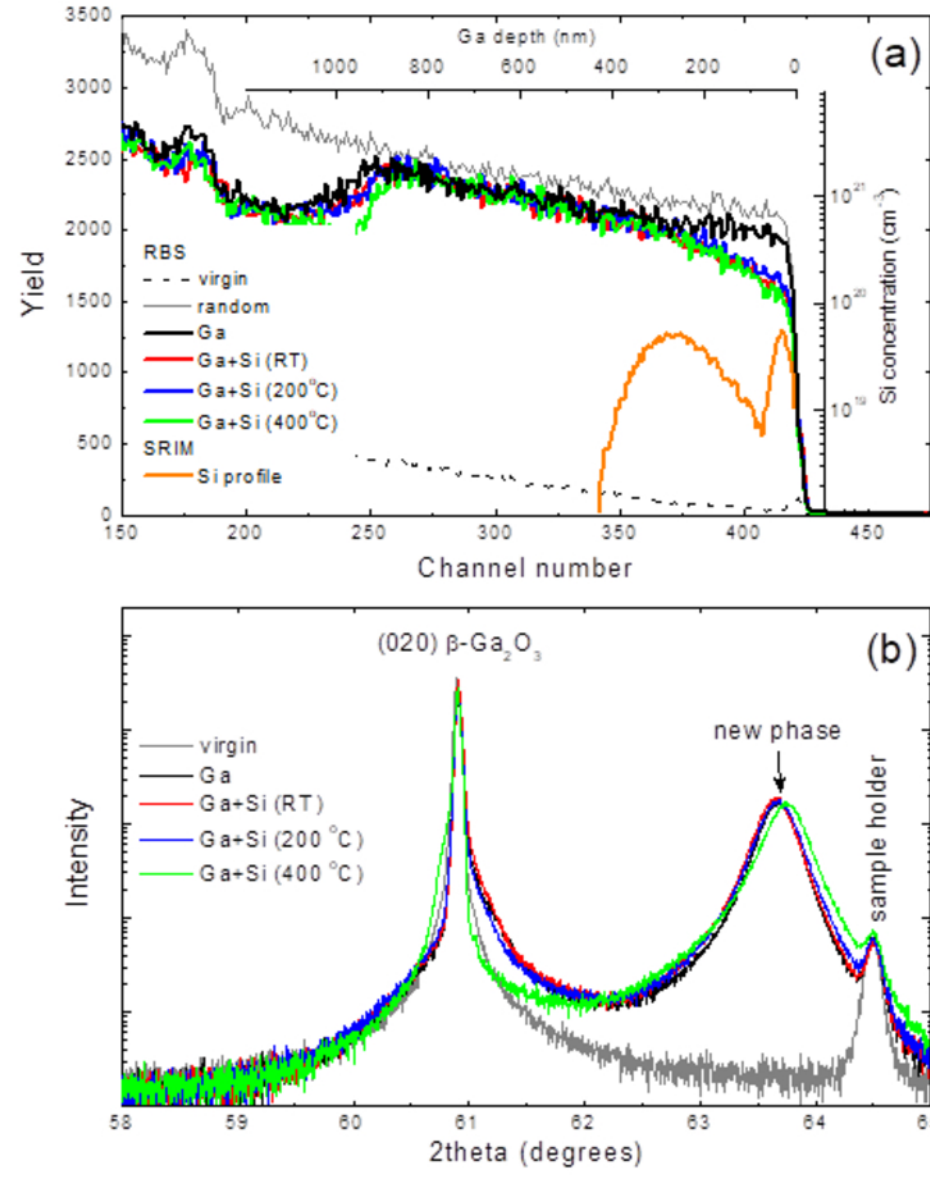 Ga depth (nm)
(a)
1000 800 600 400 200 0
3500
3000
2500
2000
1500
1000
500
0
Yield
10²¹
10²⁰
10¹⁹
Si concentration (cm⁻³)
RBS
virgin
random
Ga
Ga+Si (RT)
Ga+Si (200°C)
Ga+Si (400°C)
SRIM
Si profile
150 200 250 300 350 400 450
Channel number
(020) β-Ga₂O₃
(b)
virgin
Ga
Ga+Si (RT)
Ga+Si (200 °C)
Ga+Si (400 °C)
new phase
sample holder
Intensity
58 59 60 61 62 63 64
2theta (degrees)